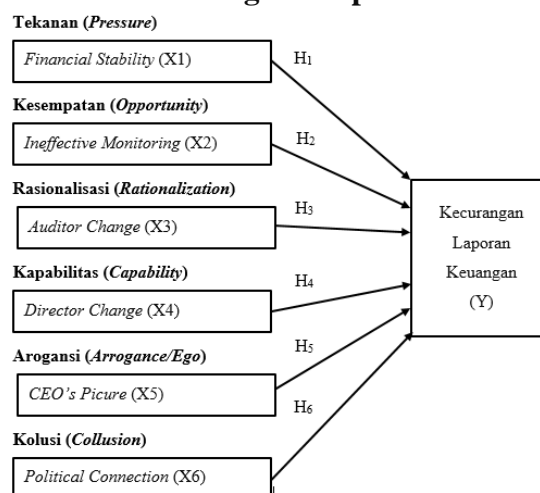 Tekanan (Pressure)
Financial Stability (X1)
H1
Kesempatan (Opportunity)
Ineffective Monitoring (X2)
H2
Rasionalisasi (Rationalization)
Auditor Change (X3)
H3
Kapabilitas (Capability)
Director Change (X4)
H4
Arogansi (Arrogance/Ego)
CEO's Picure (X5)
H5
Kolusi (Collusion)
Political Connection (X6)
H6
Kecurangan
Laporan
Keuangan
(Y)